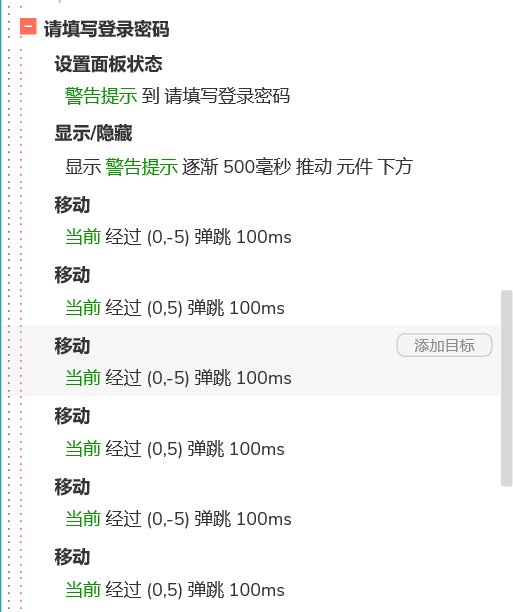 请填写登录密码
设置面板状态
警告提示 到 请填写登录密码
显示/隐藏
显示 警告提示 逐渐 500毫秒 推动 元件 下方
移动
当前 经过 (0,-5) 弹跳 100ms
移动
当前 经过 (0,5) 弹跳 100ms
移动
添加目标
当前 经过 (0,-5) 弹跳 100ms
移动
当前 经过 (0,5) 弹跳 100ms
移动
当前 经过 (0,-5) 弹跳 100ms
移动
当前 经过 (0,5) 弹跳 100ms